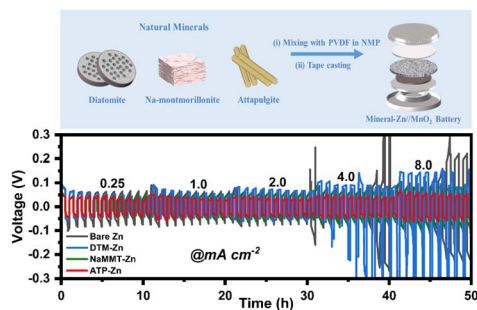 Natural Minerals
(i) Mixing with PVDF in NMP
(ii) Tape casting
Diatomite
Na-montmorillonite
Attapulgite
Mineral-Zn//MnO₂ Battery
Voltage (V)
0.3
0.2
0.1
0.0
-0.1
-0.2
-0.3
0.25
1.0
2.0
4.0
8.0
Bare Zn
DTM-Zn
NaMMT-Zn
ATP-Zn
@mA cm⁻²
0 10 20 30 40 50
Time (h)